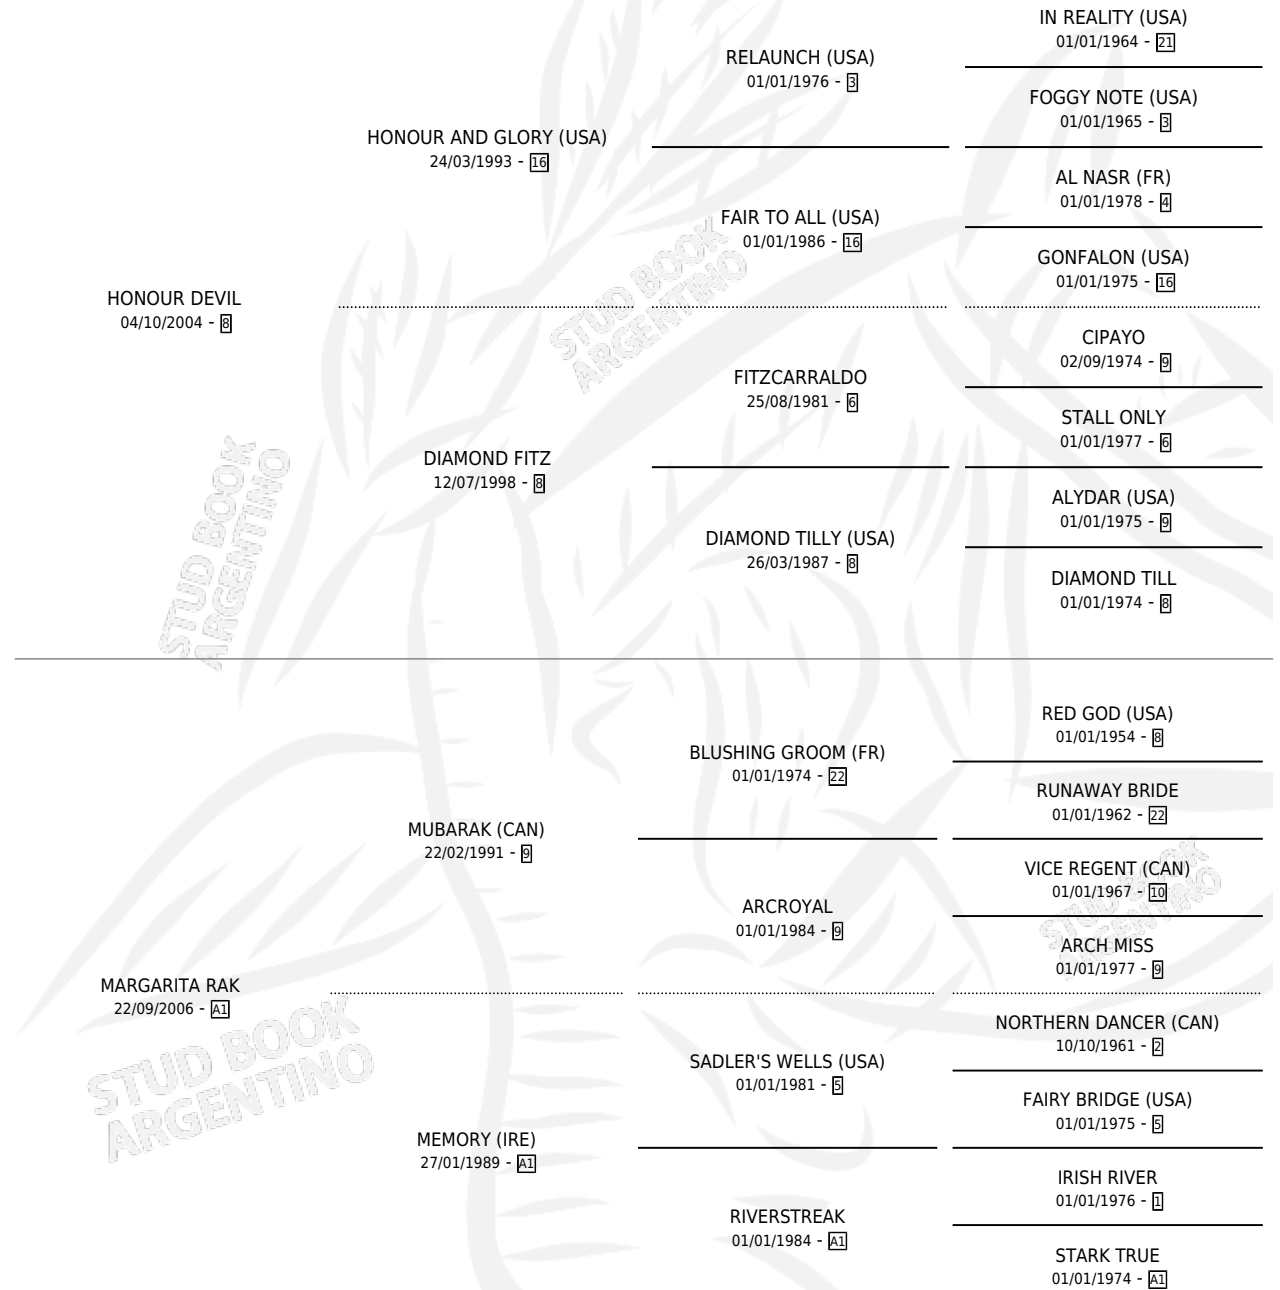 IN REALITY (USA)
01/01/1964 - 21
RELAUNCH (USA)
01/01/1976 - 3
FOGGY NOTE (USA)
01/01/1965 - 3
HONOUR AND GLORY (USA)
24/03/1993 - 16
AL NASR (FR)
01/01/1978 - 4
FAIR TO ALL (USA)
01/01/1986 - 16
GONFALON (USA)
01/01/1975 - 16
STUD BOOK
ARGENTINO
HONOUR DEVIL
04/10/2004 - 8
CIPAYO
02/09/1974 - 9
FITZCARRALDO
25/08/1981 - 6
STALL ONLY
01/01/1977 - 6
DIAMOND FITZ
12/07/1998 - 8
ALYDAR (USA)
01/01/1975 - 9
DIAMOND TILLY (USA)
26/03/1987 - 8
DIAMOND TILL
01/01/1974 - 8
STUD BOOK
ARGENTINO
RED GOD (USA)
01/01/1954 - 8
BLUSHING GROOM (FR)
01/01/1974 - 22
RUNAWAY BRIDE
01/01/1962 - 22
MUBARAK (CAN)
22/02/1991 - 9
VICE REGENT (CAN)
01/01/1967 - 10
ARCROYAL
01/01/1984 - 9
STUD BOOK
ARGENTINO
ARCH MISS
01/01/1977 - 9
MARGARITA RAK
22/09/2006 - A1
NORTHERN DANCER (CAN)
10/10/1961 - 2
SADLER'S WELLS (USA)
01/01/1981 - 5
FAIRY BRIDGE (USA)
01/01/1975 - 5
STUD BOOK
ARGENTINO
MEMORY (IRE)
27/01/1989 - A1
IRISH RIVER
01/01/1976 - 1
RIVERSTREAK
01/01/1984 - A1
STARK TRUE
01/01/1974 - A1